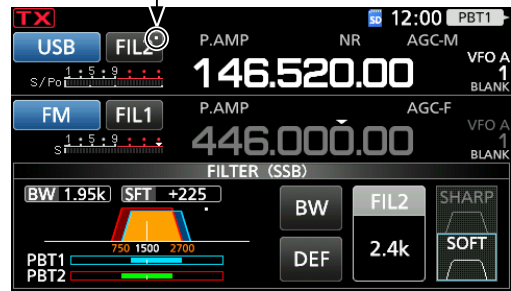 TX 12:00 PBT1
USB FIL2 P.AMP NR AGC-M
S/Po 1 5 9 146.520.00 VFO A 1 BLANK
FM FIL1 P.AMP AGC-F
S 1 5 9 446.000.00 VFO A 1 BLANK
FILTER (SSB)
BW 1.95k SFT +225
BW FIL2 SHARP
750 1500 2700
DEF 2.4k SOFT
PBT1
PBT2